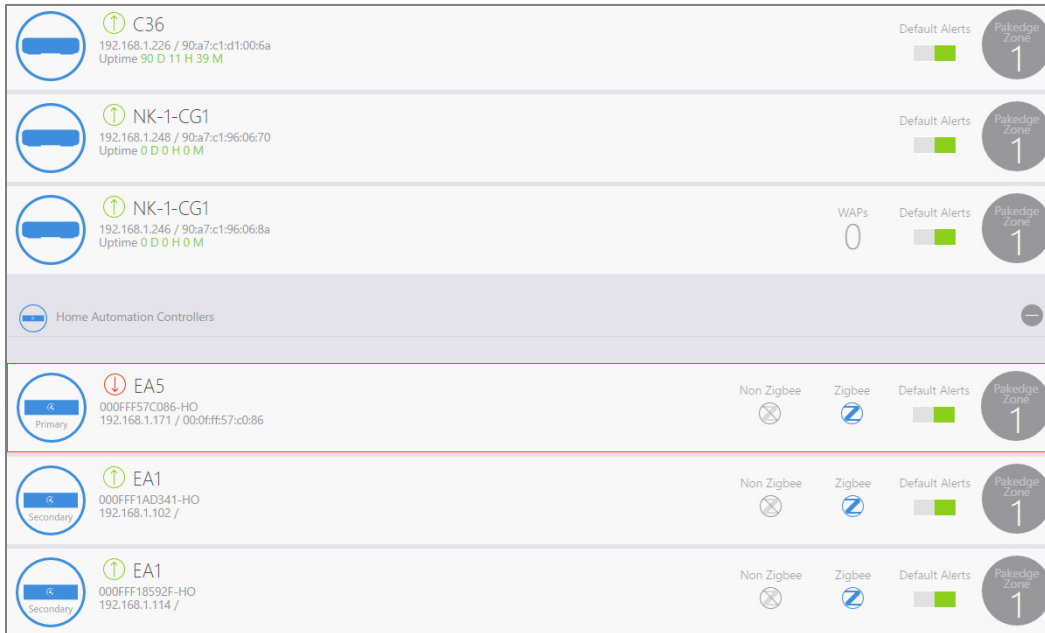 C36
192.168.1.226 / 90:a7:c1:d1:00:6a
Uptime 90 D 11 H 39 M
Default Alerts
Pakedge
Zone
1
NK-1-CG1
192.168.1.248 / 90:a7:c1:96:06:70
Uptime 0 D 0 H 0 M
Default Alerts
Pakedge
Zone
1
NK-1-CG1
192.168.1.246 / 90:a7:c1:96:06:8a
Uptime 0 D 0 H 0 M
WAPs
0
Default Alerts
Pakedge
Zone
1
Home Automation Controllers
Primary
EA5
000FFF57C086-HO
192.168.1.171 / 00:0f:ff:57:c0:86
Non Zigbee
Zigbee
Default Alerts
Pakedge
Zone
1
Secondary
EA1
000FFF1AD341-HO
192.168.1.102 /
Non Zigbee
Zigbee
Default Alerts
Pakedge
Zone
1
Secondary
EA1
000FFF18592F-HO
192.168.1.114 /
Non Zigbee
Zigbee
Default Alerts
Pakedge
Zone
1